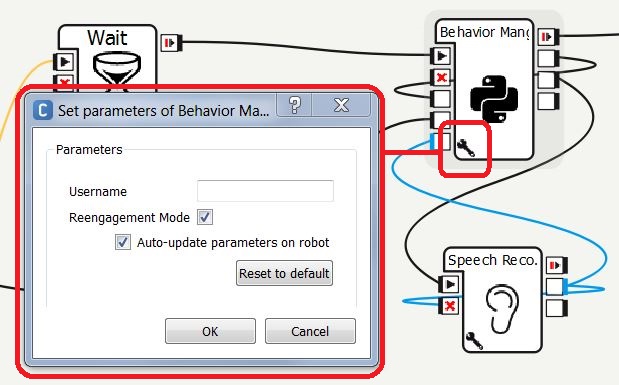 Wait
Behavior Mang
C Set parameters of Behavior Ma... ? X
Parameters
Username
Reengagement Mode
Auto-update parameters on robot
Reset to default
OK Cancel
Speech Reco.